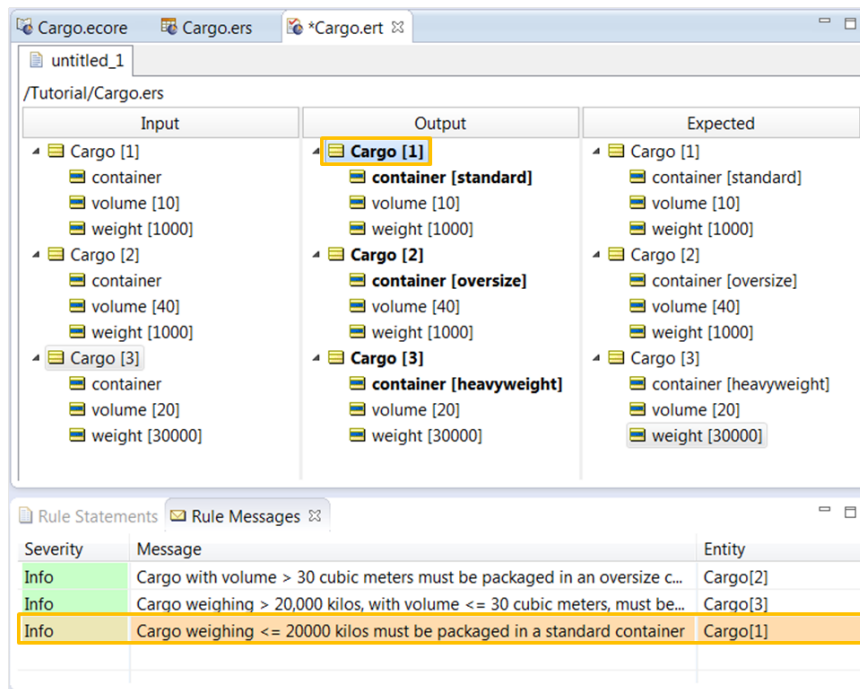 Cargo.ecore Cargo.ers *Cargo.ert
untitled_1
/Tutorial/Cargo.ers
Input Output Expected
Cargo [1] Cargo [1] Cargo [1]
container container [standard] container [standard]
volume [10] volume [10] volume [10]
weight [1000] weight [1000] weight [1000]
Cargo [2] Cargo [2] Cargo [2]
container container [oversize] container [oversize]
volume [40] volume [40] volume [40]
weight [1000] weight [1000] weight [1000]
Cargo [3] Cargo [3] Cargo [3]
container container [heavyweight] container [heavyweight]
volume [20] volume [20] volume [20]
weight [30000] weight [30000] weight [30000]
Rule Statements Rule Messages
Severity Message Entity
Info Cargo with volume > 30 cubic meters must be packaged in an oversize c... Cargo[2]
Info Cargo weighing > 20,000 kilos, with volume <= 30 cubic meters, must be... Cargo[3]
Info Cargo weighing <= 20000 kilos must be packaged in a standard container Cargo[1]